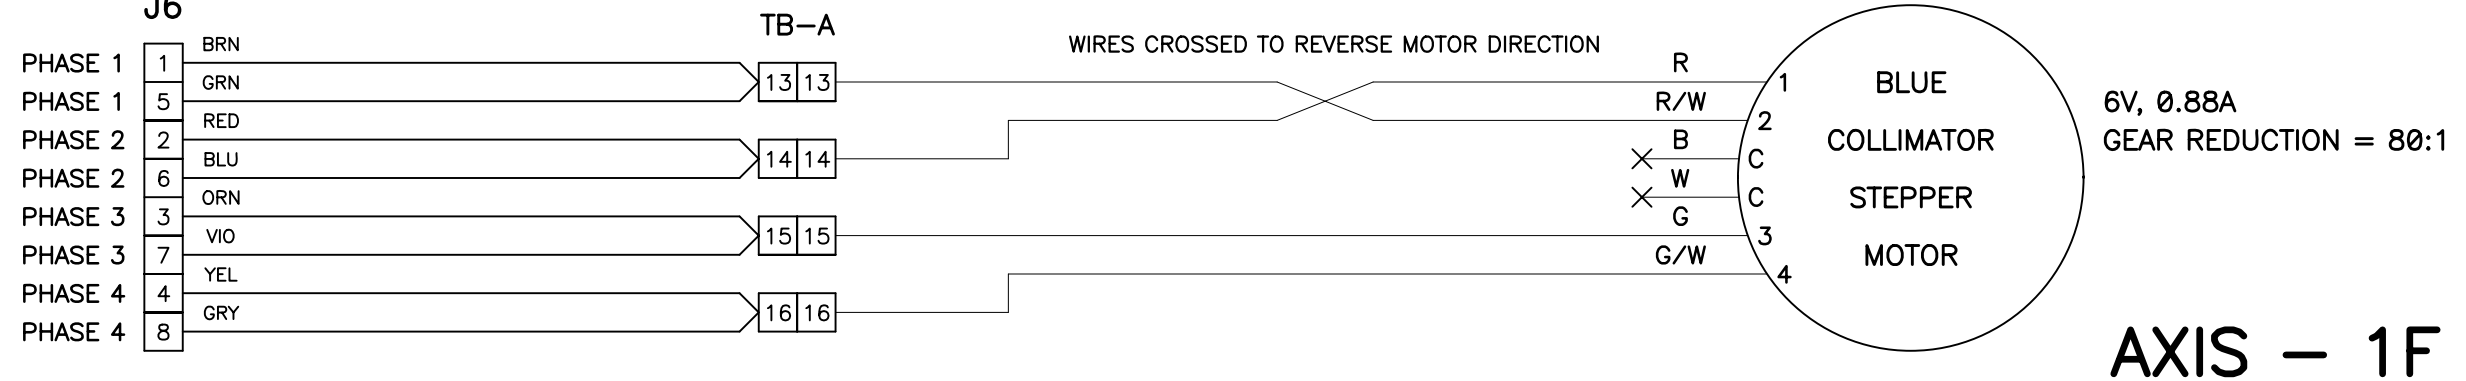 J6
TB-A
PHASE 1 1 BRN
PHASE 1 5 GRN
PHASE 2 2 RED
PHASE 2 6 BLU
PHASE 3 3 ORN
PHASE 3 7 VIO
PHASE 4 4 YEL
PHASE 4 8 GRY
13 13
14 14
15 15
16 16
WIRES CROSSED TO REVERSE MOTOR DIRECTION
R 1
R/W 2
B C
W C
G 3
G/W 4
BLUE
COLLIMATOR
STEPPER
MOTOR
6V, 0.88A
GEAR REDUCTION = 80:1
AXIS - 1F